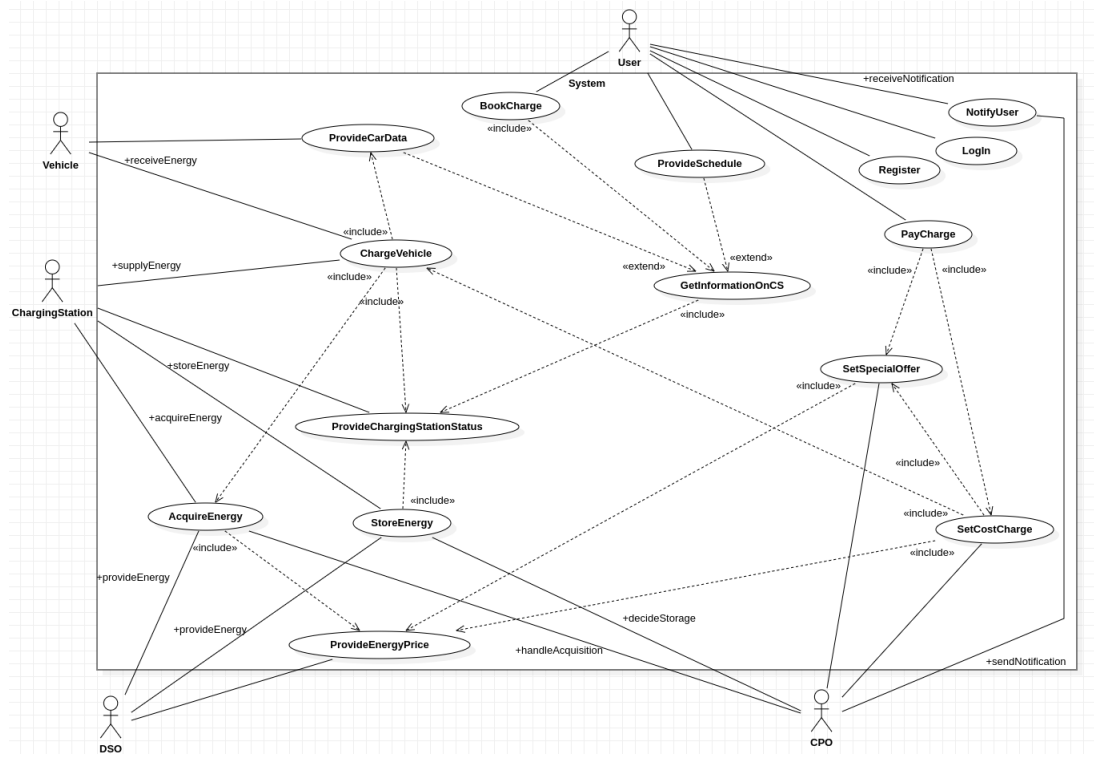 User
System
+receiveNotification
BookCharge
NotifyUser
«include»
ProvideCarData
LogIn
Vehicle
+receiveEnergy
ProvideSchedule
Register
«include»
PayCharge
ChargeVehicle
+supplyEnergy
«include»
«extend»
«extend»
«include»
«include»
GetInformationOnCS
ChargingStation
«include»
«include»
+storeEnergy
SetSpecialOffer
«include»
+acquireEnergy
ProvideChargingStationStatus
«include»
«include»
AcquireEnergy
StoreEnergy
«include»
SetCostCharge
«include»
«include»
+provideEnergy
+provideEnergy
+decideStorage
ProvideEnergyPrice
+handleAcquisition
+sendNotification
DSO
CPO